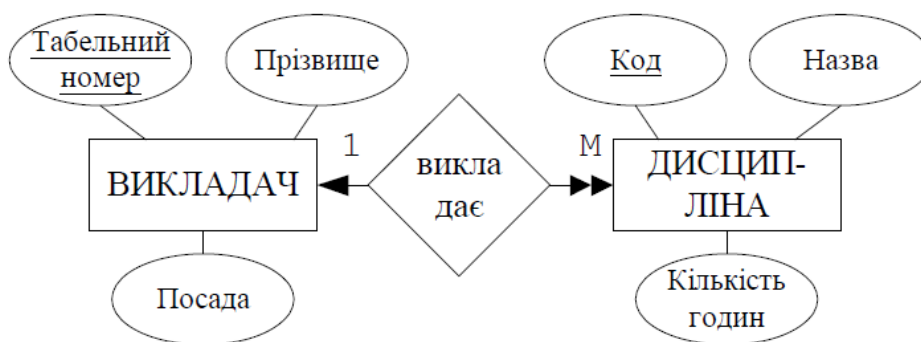 Табельний
номер
Прізвище
Код
Назва
ВИКЛАДАЧ
1
викла
дає
М
ДИСЦИП-
ЛІНА
Посада
Кількість
годин